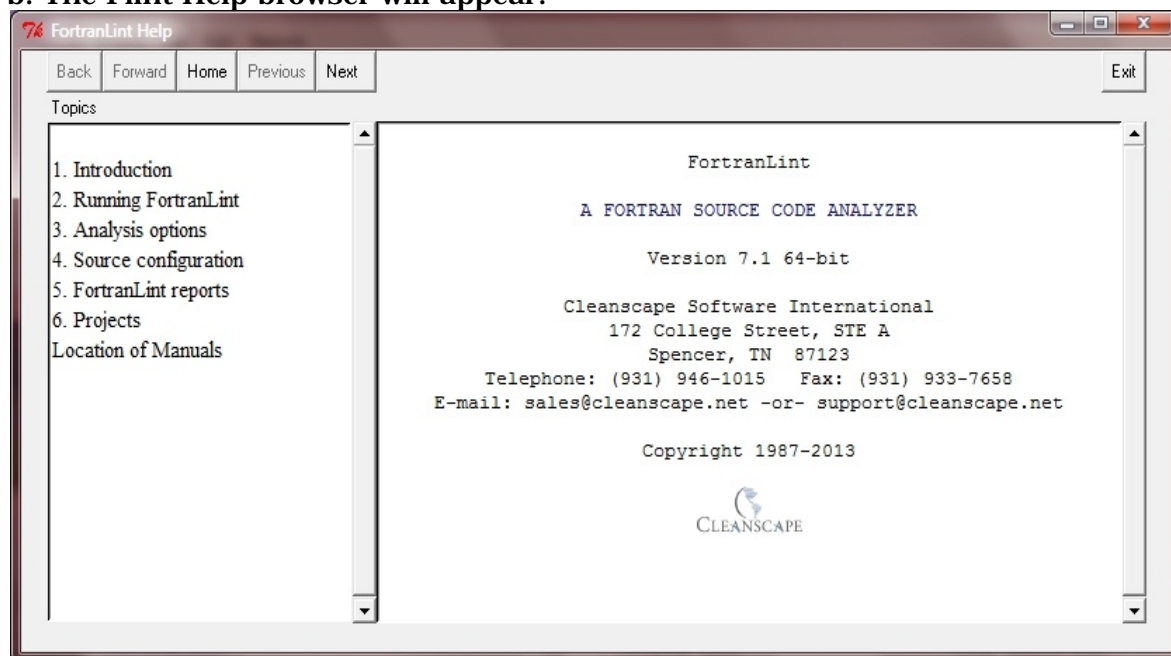 b. The Flint Help browser will appear:
FortranLint Help
Back Forward Home Previous Next Exit
Topics
1. Introduction
2. Running FortranLint
3. Analysis options
4. Source configuration
5. FortranLint reports
6. Projects
Location of Manuals
FortranLint
A FORTRAN SOURCE CODE ANALYZER
Version 7.1 64-bit
Cleanscape Software International
172 College Street, STE A
Spencer, TN 87123
Telephone: (931) 946-1015 Fax: (931) 933-7658
E-mail: sales@cleanscape.net -or- support@cleanscape.net
Copyright 1987-2013
CLEANSCAPE